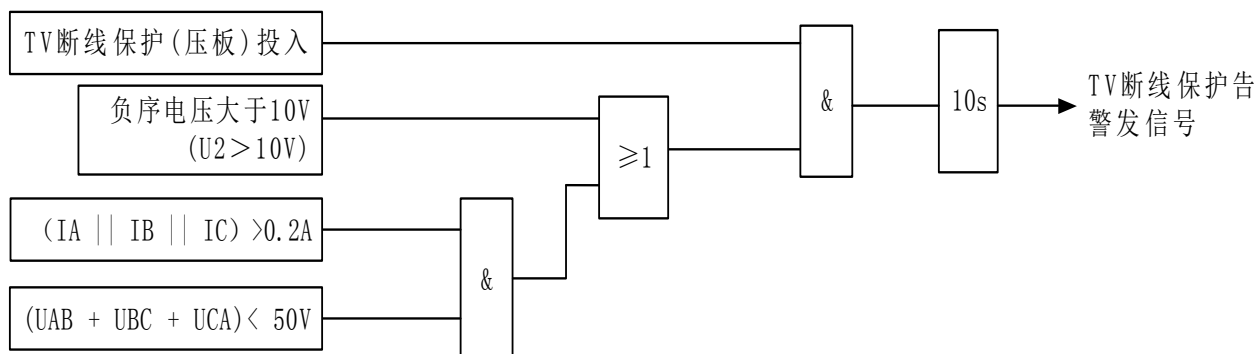 TV断线保护(压板)投入
负序电压大于10V
(U2＞10V)
(IA || IB || IC) >0.2A
(UAB + UBC + UCA)< 50V
&
≥1
&
10s
TV断线保护告
警发信号